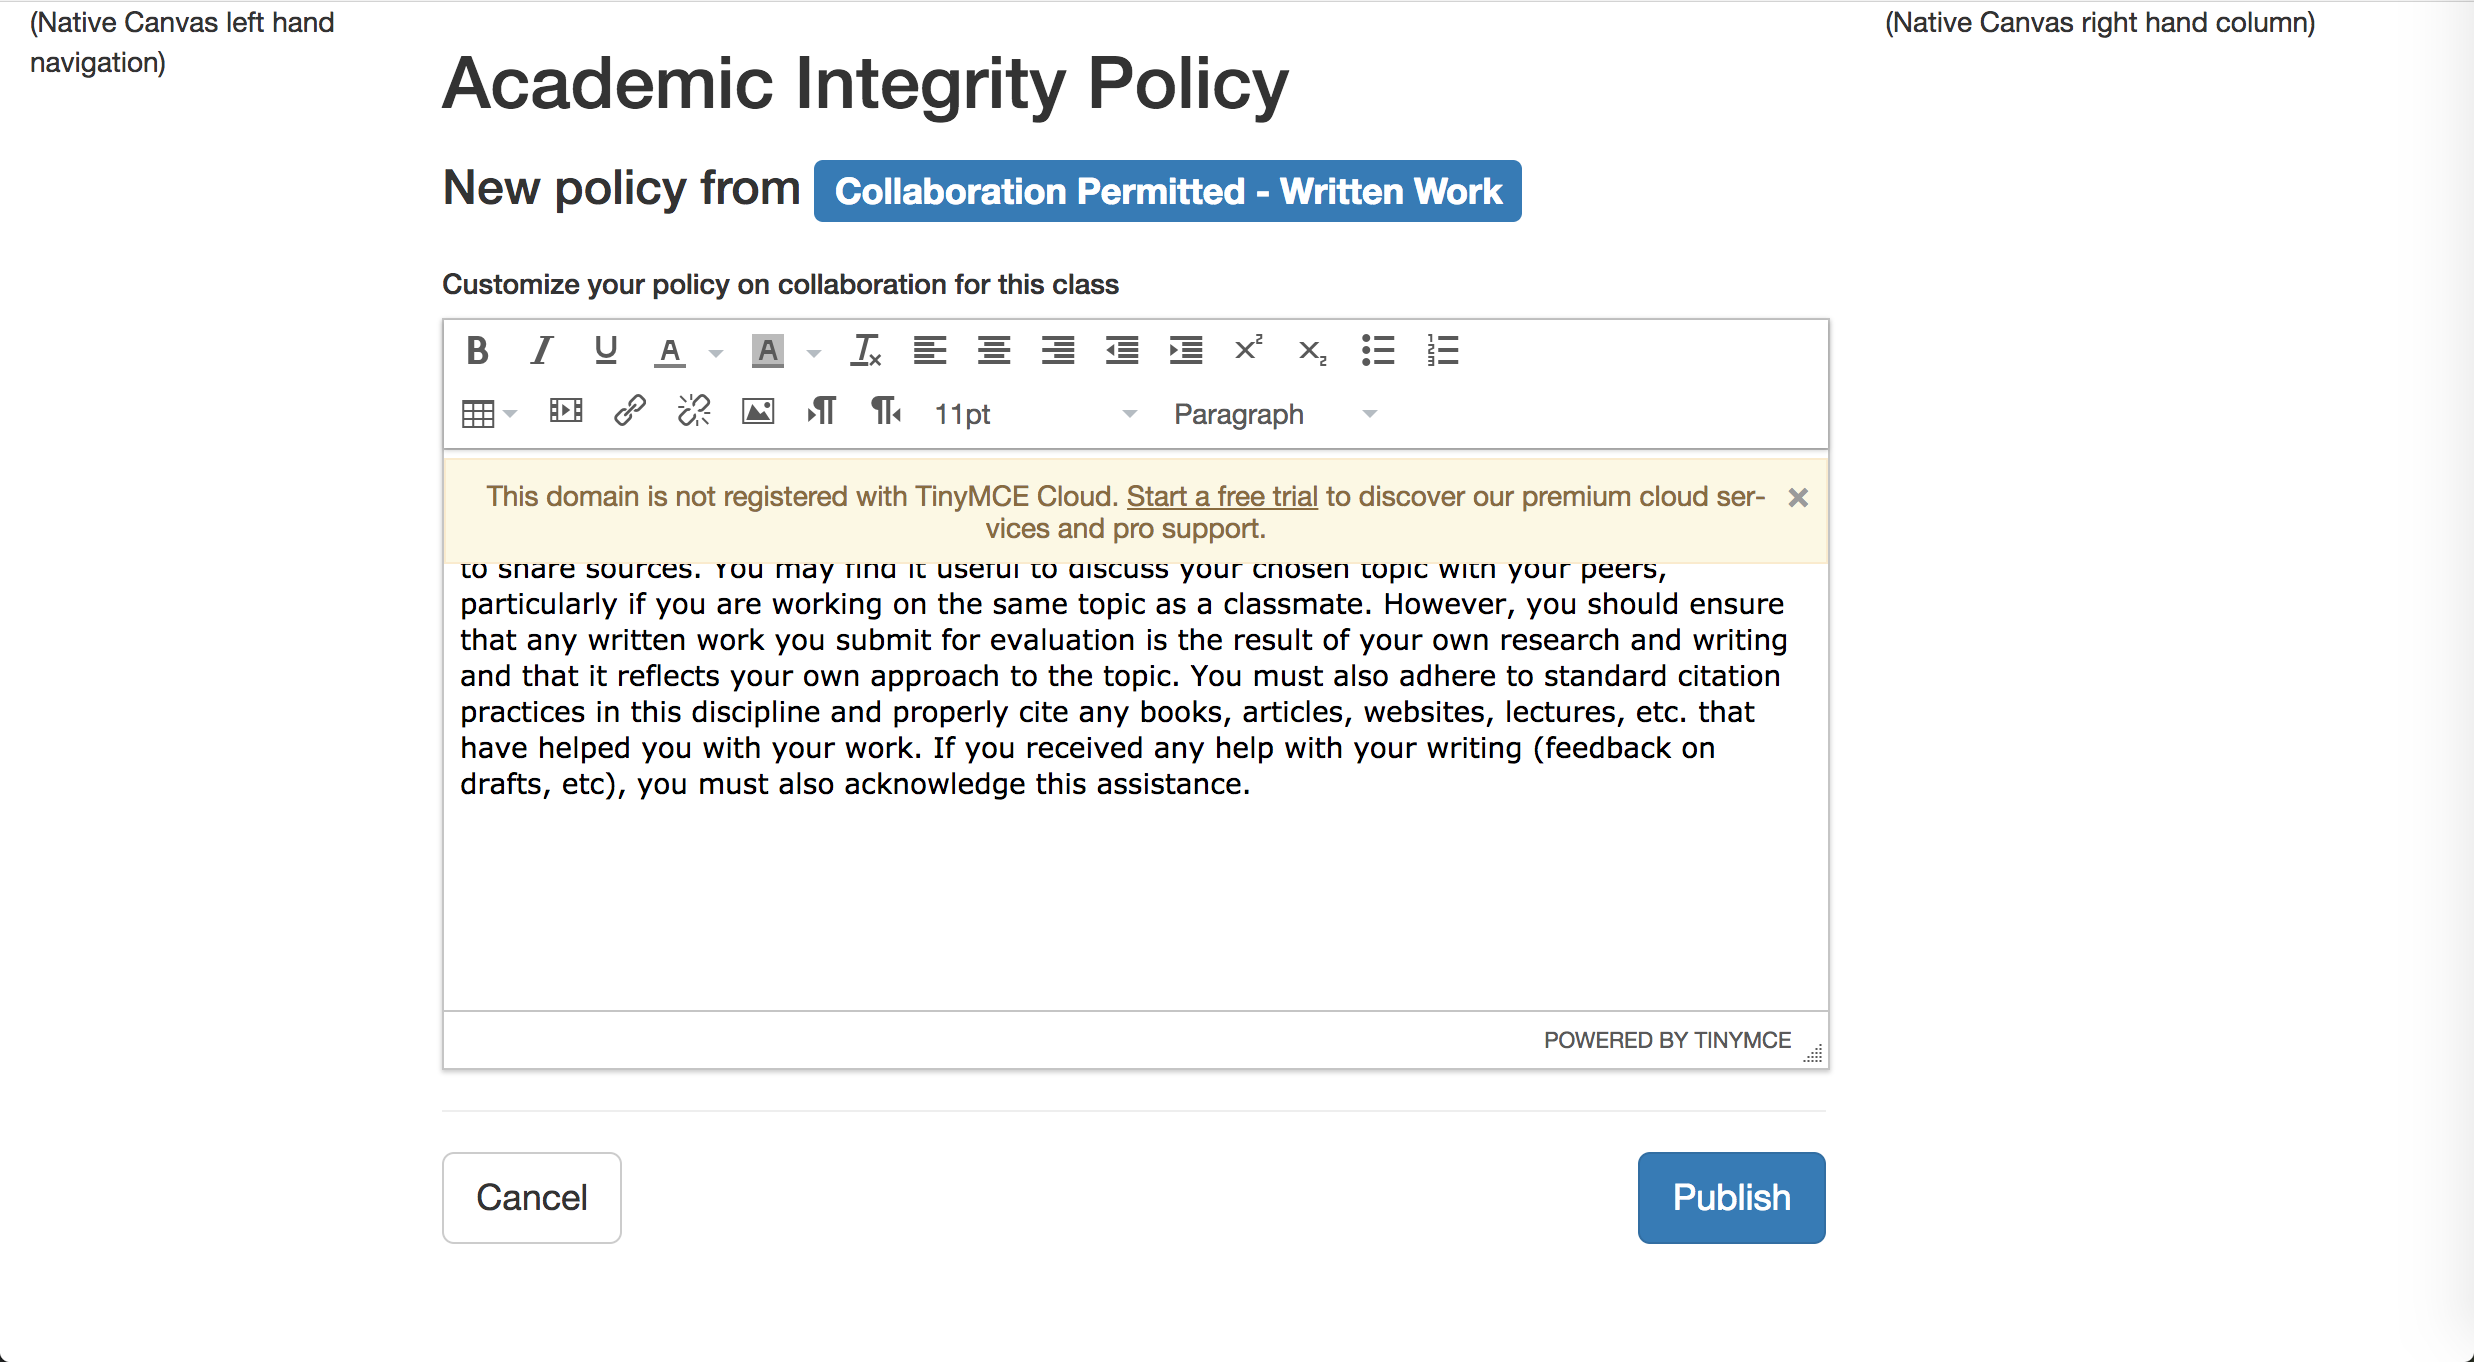 (Native Canvas left hand
navigation)
(Native Canvas right hand column)
Academic Integrity Policy
New policy from Collaboration Permitted - Written Work
Customize your policy on collaboration for this class
B I U A A Tx x² x₂
11pt Paragraph
This domain is not registered with TinyMCE Cloud. Start a free trial to discover our premium cloud ser-
vices and pro support.
to share sources. You may find it useful to discuss your chosen topic with your peers,
particularly if you are working on the same topic as a classmate. However, you should ensure
that any written work you submit for evaluation is the result of your own research and writing
and that it reflects your own approach to the topic. You must also adhere to standard citation
practices in this discipline and properly cite any books, articles, websites, lectures, etc. that
have helped you with your work. If you received any help with your writing (feedback on
drafts, etc), you must also acknowledge this assistance.
POWERED BY TINYMCE
Cancel
Publish